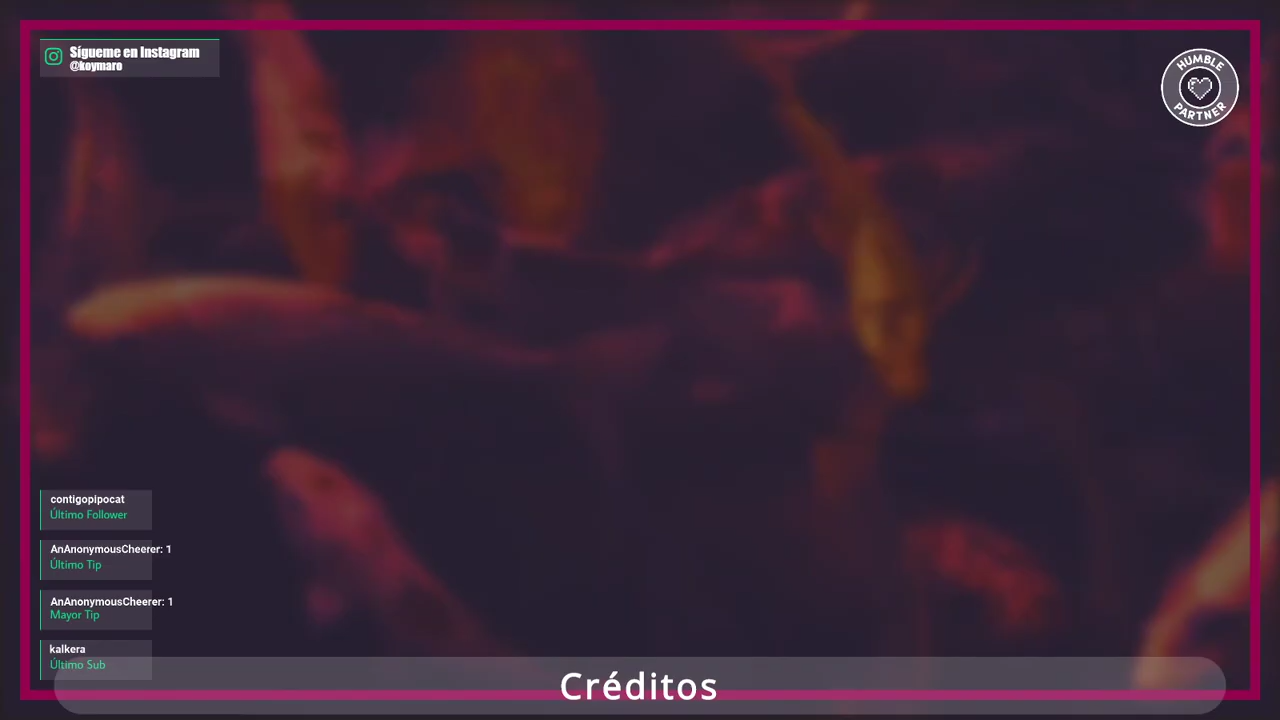 Sígueme en Instagram
@koymaro
HUMBLE
PARTNER
contigopipocat
Último Follower
AnAnonymousCheerer: 1
Último Tip
AnAnonymousCheerer: 1
Mayor Tip
kalkera
Último Sub
Créditos